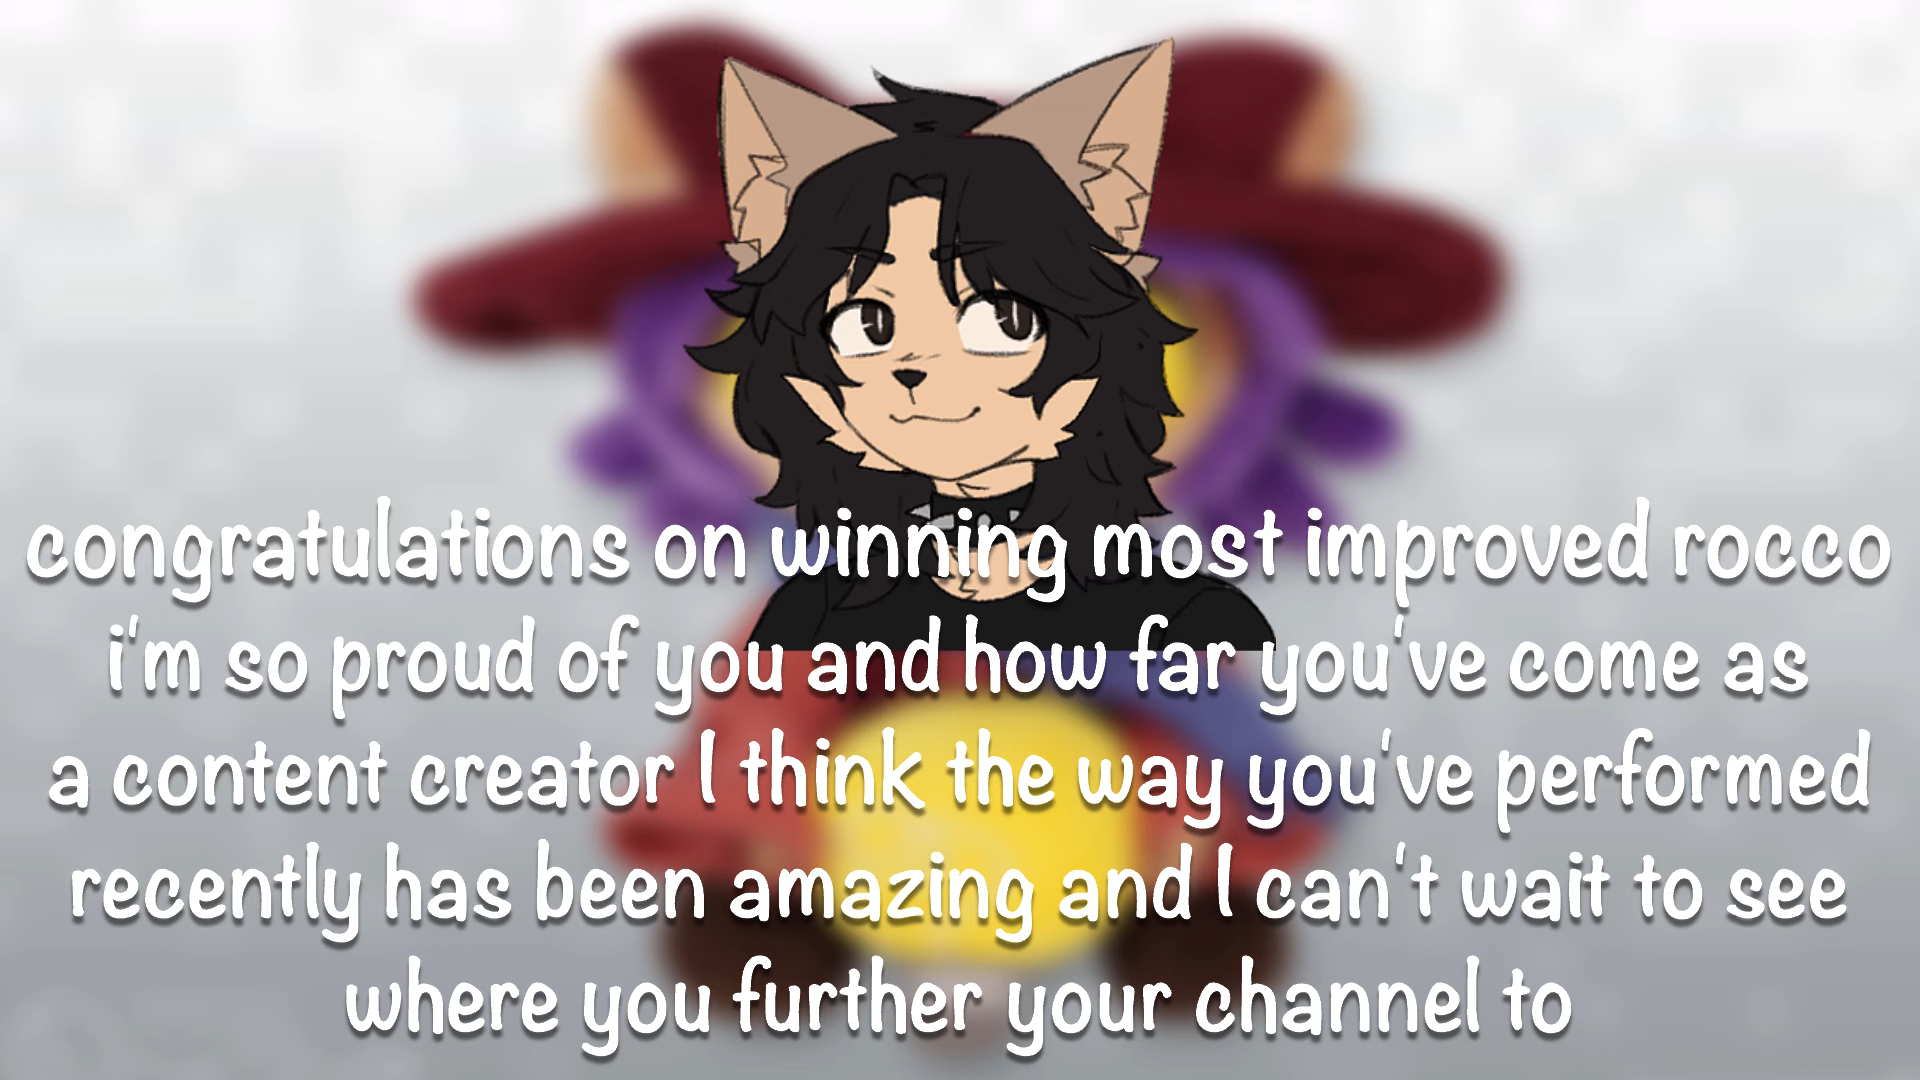 congratulations on winning most improved rocco
i'm so proud of you and how far you've come as
a content creator I think the way you've performed
recently has been amazing and I can't wait to see
where you further your channel to